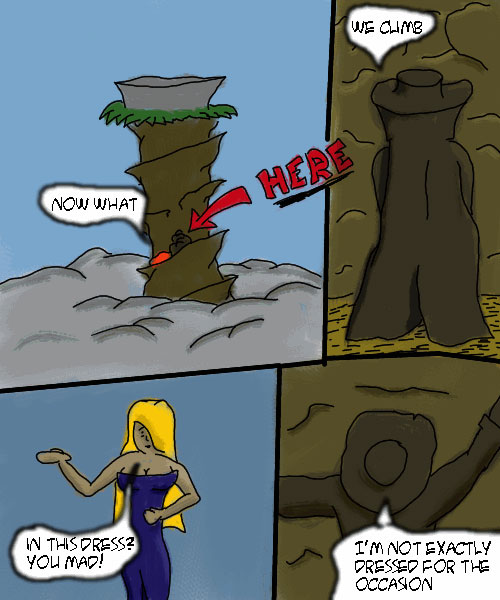 NOW WHAT
HERE
WE CLIMB
IN THIS DRESS?
YOU MAD!
I'M NOT EXACTLY
DRESSED FOR THE
OCCASION